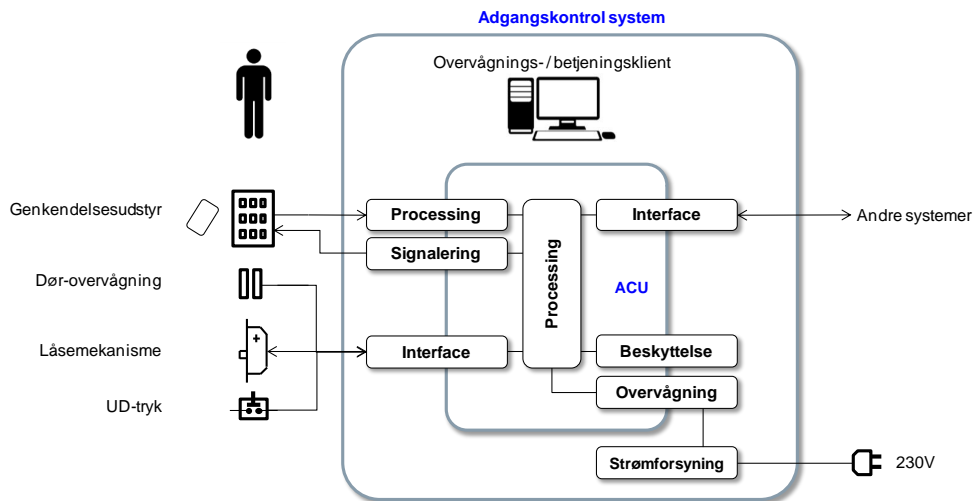 Adgangskontrol system
Overvågnings- / betjeningsklient
Genkendelsesudstyr
Processing
Interface
Andre systemer
Signalering
Processing
Dør-overvågning
ACU
Låsemekanisme
Interface
Beskyttelse
Overvågning
UD-tryk
Strømforsyning
230V